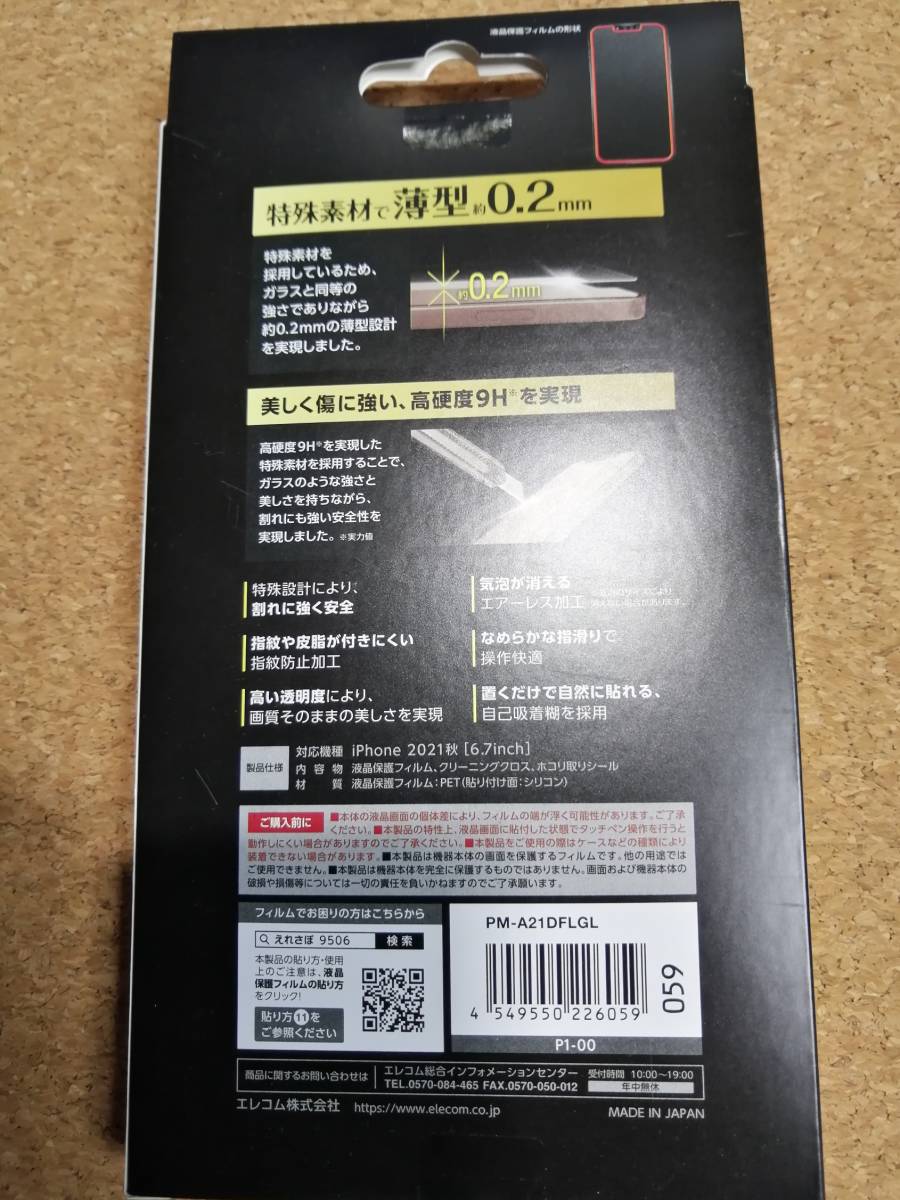 液晶保護フィルムの形状
特殊素材で薄型約0.2mm
特殊素材を
採用しているため、
ガラスと同等の
強さでありながら
約0.2mmの薄型設計
を実現しました。
約0.2mm
美しく傷に強い、高硬度9H※を実現
高硬度9H※を実現した
特殊素材を採用することで、
ガラスのような強さと
美しさを持ちながら、
割れにも強い安全性を
実現しました。※実力値
特殊設計により、
割れに強く安全
気泡が消える
エアーレス加工
指紋や皮脂が付きにくい
指紋防止加工
なめらかな指滑りで
操作快適
高い透明度により、
画質そのままの美しさを実現
置くだけで自然に貼れる、
自己吸着糊を採用
製品仕様
対応機種 iPhone 2021秋 [6.7inch]
内容物 液晶保護フィルム、クリーニングクロス、ホコリ取りシール
材質 液晶保護フィルム:PET(貼り付け面:シリコン)
ご購入前に ■本体の液晶画面の個体差により、フィルムの端が浮く可能性があります。ご了承
ください。■本製品の特性上、液晶画面に貼付した状態でタッチペン操作を行うと
動作しにくい場合がありますのでご了承ください。■本製品をご使用の際はケースなどの種類により
装着できない場合があります。■本製品は機器本体の画面を保護するフィルムです。他の用途では
ご使用できません。■本製品は機器本体を完全に保護するものではありません。画面および機器本体の
破損や損傷等については一切の責任を負いかねますのでご了承願います。
フィルムでお困りの方はこちらから
えれさぽ 9506 検索
本製品の貼り方・使用
上のご注意は、液晶
保護フィルムの貼り方
をクリック!
貼り方⑪を
ご参照ください
PM-A21DFLGL
4 549550 226059
059
P1-00
商品に関するお問い合わせは
エレコム総合インフォメーションセンター
TEL.0570-084-465 FAX.0570-050-012
受付時間 10:00～19:00
年中無休
エレコム株式会社 https://www.elecom.co.jp
MADE IN JAPAN